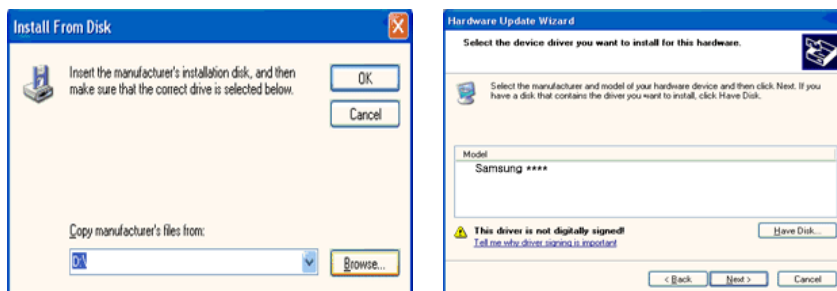 Install From Disk
Insert the manufacturer's installation disk, and then
make sure that the correct drive is selected below.
OK
Cancel
Copy manufacturer's files from:
D:\
Browse...
Hardware Update Wizard
Select the device driver you want to install for this hardware.
Select the manufacturer and model of your hardware device and then click Next. If you
have a disk that contains the driver you want to install, click Have Disk.
Model
Samsung ****
This driver is not digitally signed!
Tell me why driver signing is important
Have Disk...
< Back
Next >
Cancel